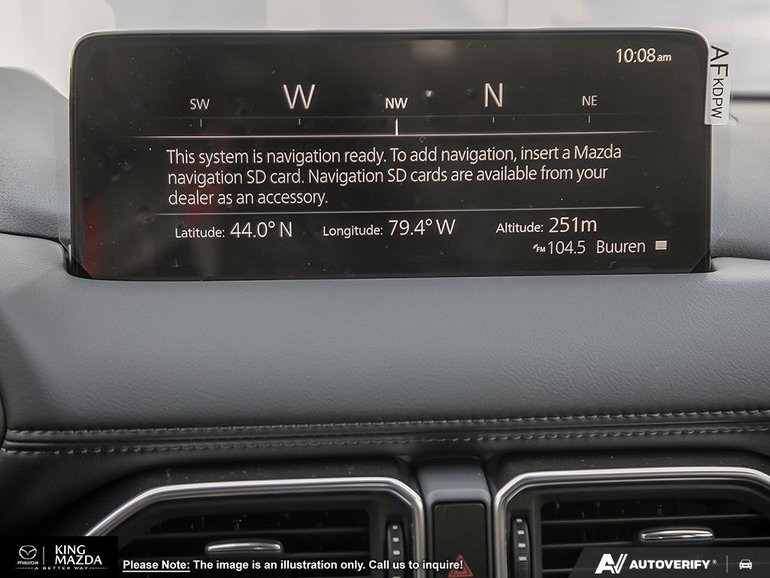 10:08am
AFKDPW
SW W NW N NE
This system is navigation ready. To add navigation, insert a Mazda
navigation SD card. Navigation SD cards are available from your
dealer as an accessory.
Latitude: 44.0° N Longitude: 79.4° W Altitude: 251m
FM 104.5 Buuren
mazda
KING
MAZDA
A BETTER WAY
Please Note: The image is an illustration only. Call us to inquire!
AUTOVERIFY